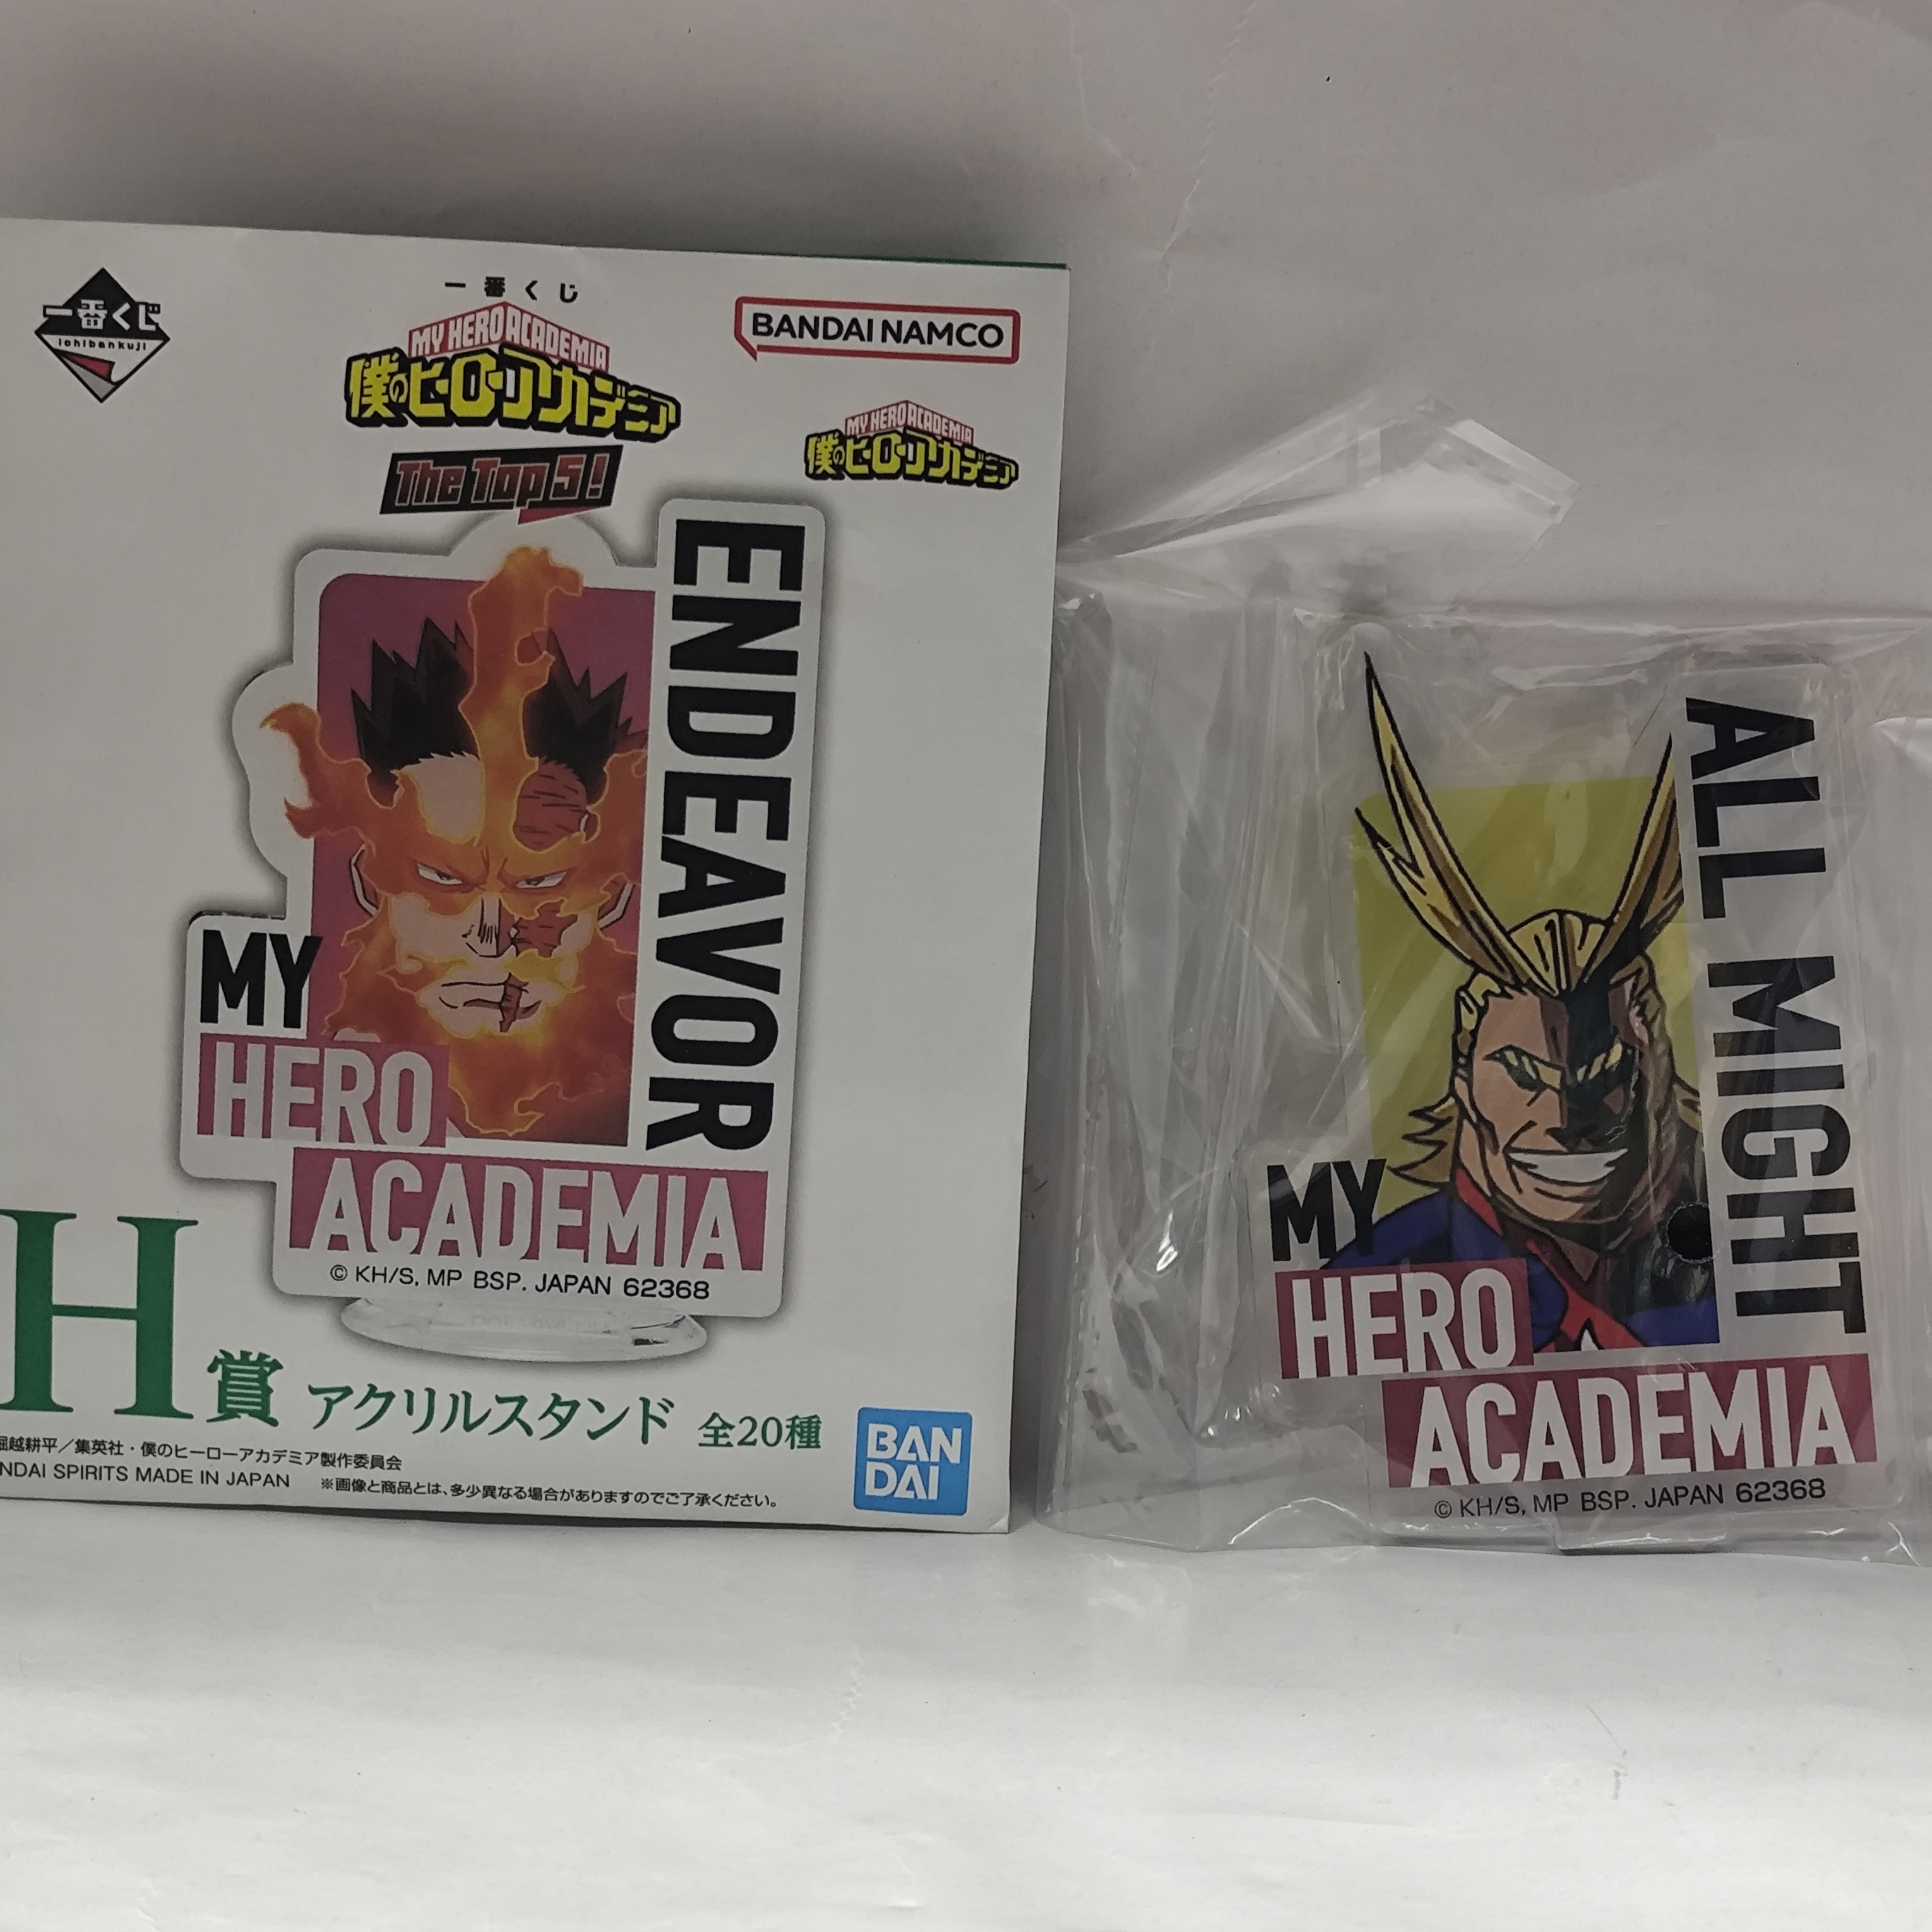 一番くじ
ichibankuji
一番くじ
MY HERO ACADEMIA
僕のヒーローアカデミア
The Top 5!
BANDAI NAMCO
MY HERO ACADEMIA
僕のヒーローアカデミア
ENDEAVOR
MY
HERO
ACADEMIA
© KH/S, MP BSP. JAPAN 62368
H賞 アクリルスタンド 全20種
堀越耕平／集英社・僕のヒーローアカデミア製作委員会
NDAI SPIRITS MADE IN JAPAN ※画像と商品とは、多少異なる場合がありますのでご了承ください。
BAN
DAI
ALL MIGHT
MY
HERO
ACADEMIA
© KH/S, MP BSP. JAPAN 62368